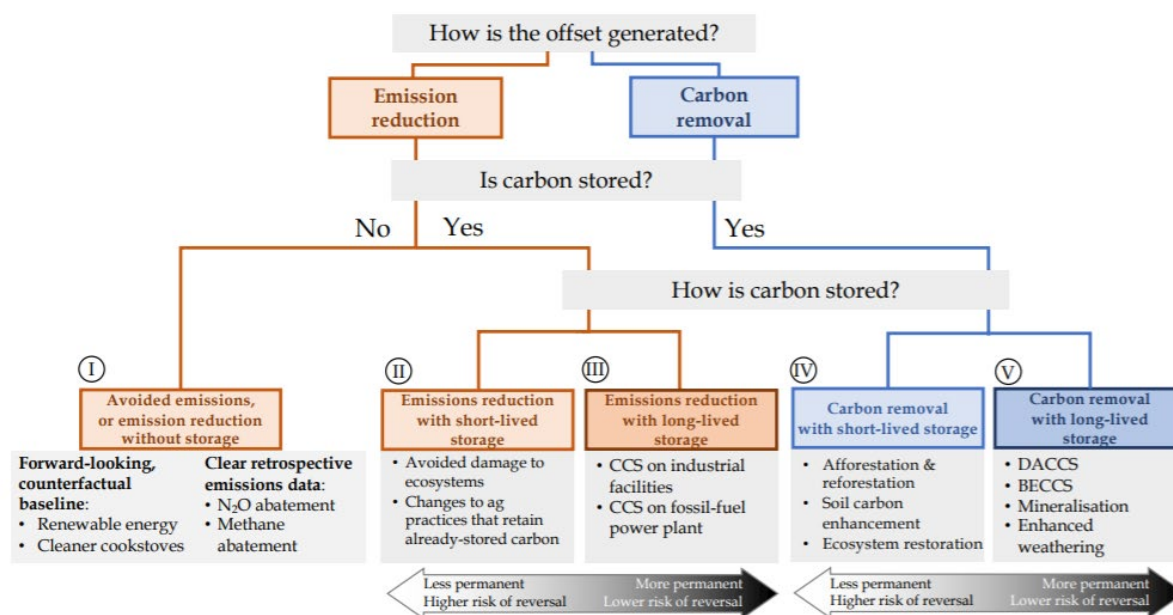 How is the offset generated?
Emission
reduction
Carbon
removal
Is carbon stored?
No
Yes
Yes
How is carbon stored?
I
Avoided emissions,
or emission reduction
without storage
Forward-looking,
counterfactual
baseline:
• Renewable energy
• Cleaner cookstoves
Clear retrospective
emissions data:
• N₂O abatement
• Methane
abatement
II
Emissions reduction
with short-lived
storage
• Avoided damage to
ecosystems
• Changes to ag
practices that retain
already-stored carbon
III
Emissions reduction
with long-lived
storage
• CCS on industrial
facilities
• CCS on fossil-fuel
power plant
Less permanent
Higher risk of reversal
More permanent
Lower risk of reversal
IV
Carbon removal
with short-lived storage
• Afforestation &
reforestation
• Soil carbon
enhancement
• Ecosystem restoration
V
Carbon removal
with long-lived
storage
• DACCS
• BECCS
• Mineralisation
• Enhanced
weathering
Less permanent
Higher risk of reversal
More permanent
Lower risk of reversal